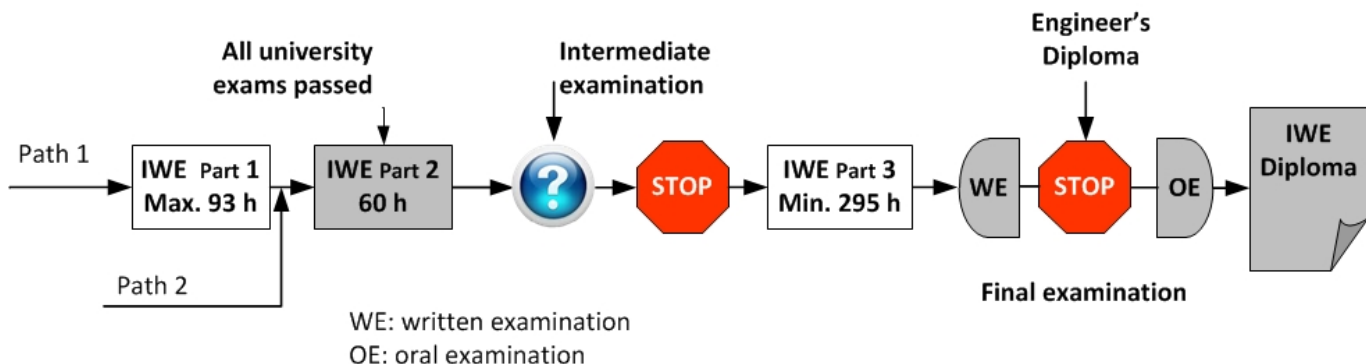 All university
exams passed
Intermediate
examination
Engineer’s
Diploma
Path 1
IWE Part 1
Max. 93 h
IWE Part 2
60 h
?
STOP
IWE Part 3
Min. 295 h
WE
STOP
OE
IWE
Diploma
Path 2
Final examination
WE: written examination
OE: oral examination